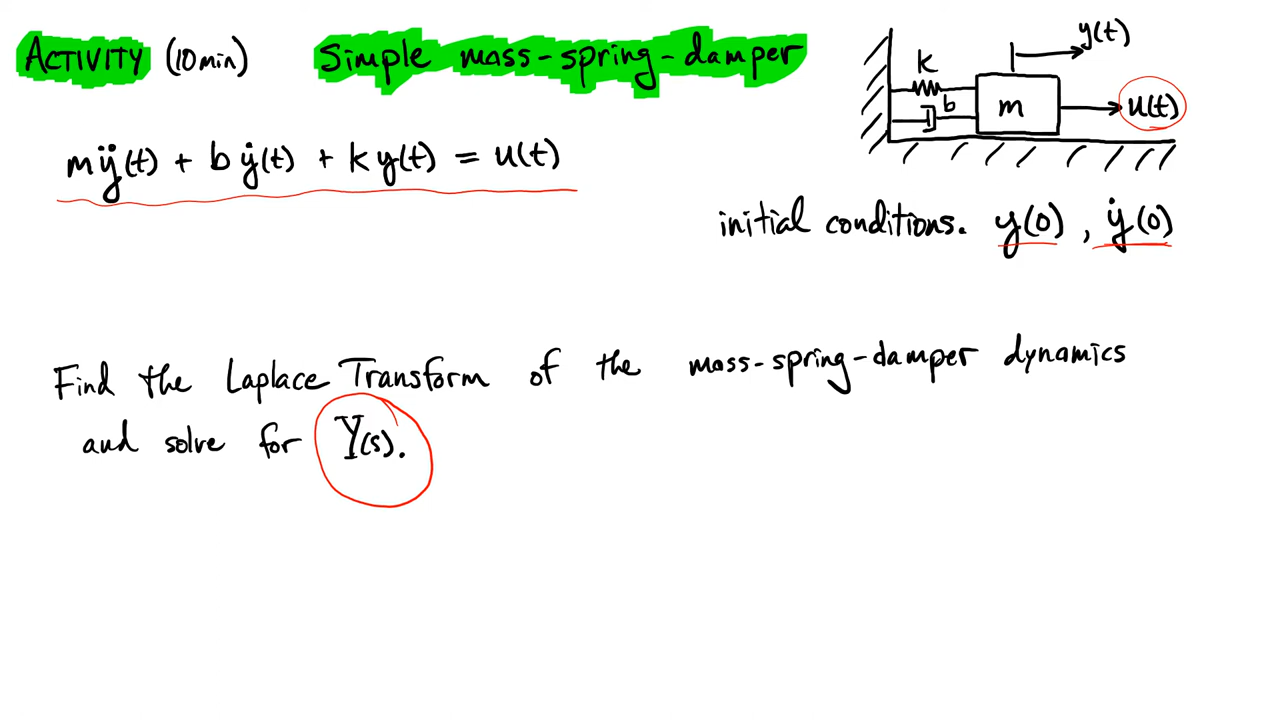 ACTIVITY (10min) Simple mass-spring-damper
y(t)
k
b
m
u(t)
mÿ(t) + bẏ(t) + ky(t) = u(t)
initial conditions. y(0), ẏ(0)
Find the Laplace Transform of the mass-spring-damper dynamics
and solve for Y(s).